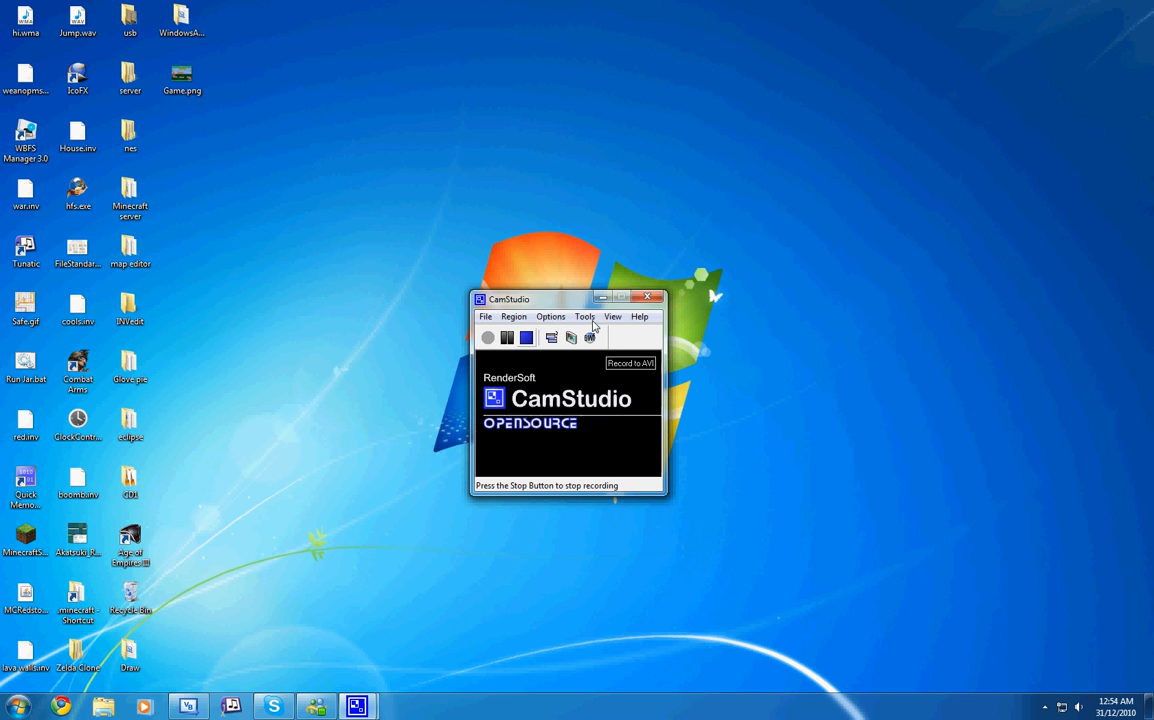 hi.wma
Jump.wav
usb
WindowsA...
weanopms...
IcoFX
server
Game.png
WBFS
Manager 3.0
House.inv
nes
war.inv
hfs.exe
Minecraft
server
Tunatic
FileStandar...
map editor
Safe.gif
cools.inv
INVedit
Run Jar.bat
Combat
Arms
Glove pie
red.inv
ClockContr...
eclipse
Quick
Memo...
boomb.inv
CD1
MinecraftS...
Akatsuki_R...
Age of
Empires III
MCRedsto...
.minecraft -
Shortcut
Recycle Bin
lava walls.inv
Zelda Clone
Draw
CamStudio
File Region Options Tools View Help
Record to AVI
RenderSoft
CamStudio
OPENSOURCE
Press the Stop Button to stop recording
12:54 AM
31/12/2010